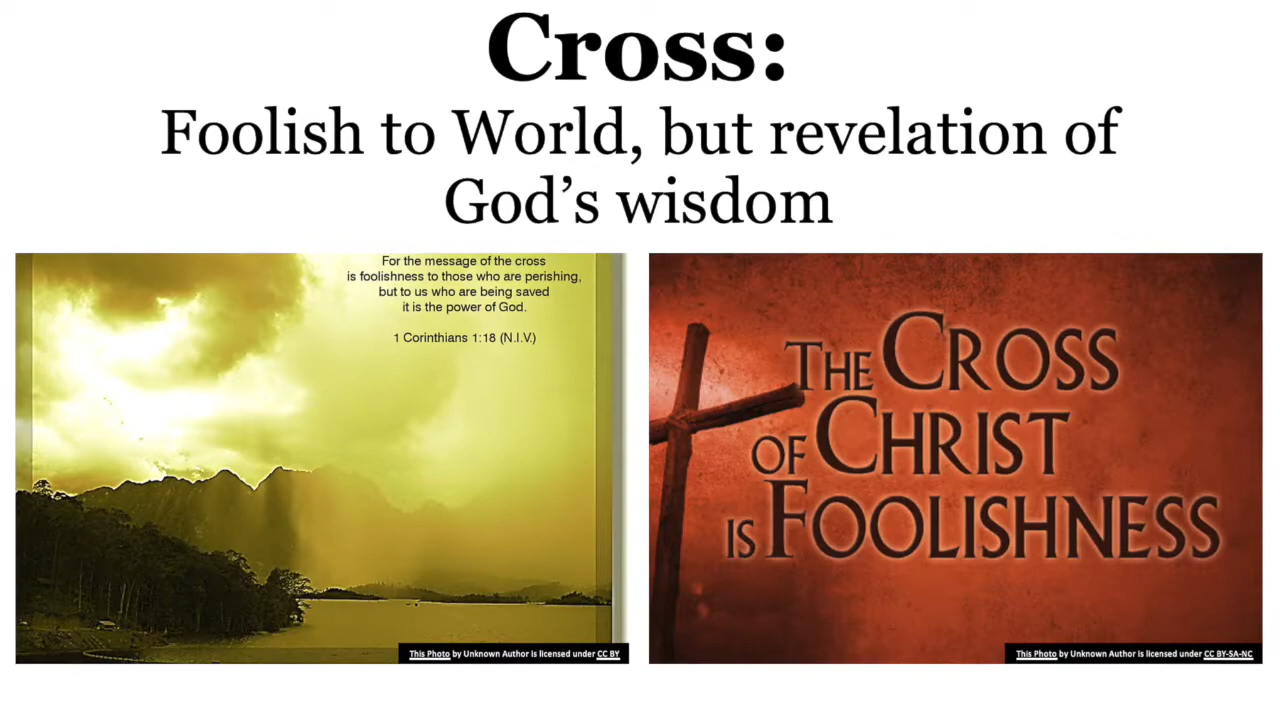 Cross:
Foolish to World, but revelation of
God’s wisdom
For the message of the cross
is foolishness to those who are perishing,
but to us who are being saved
it is the power of God.
1 Corinthians 1:18 (N.I.V.)
This Photo by Unknown Author is licensed under CC BY
THE CROSS
OF CHRIST
IS FOOLISHNESS
This Photo by Unknown Author is licensed under CC BY-SA-NC